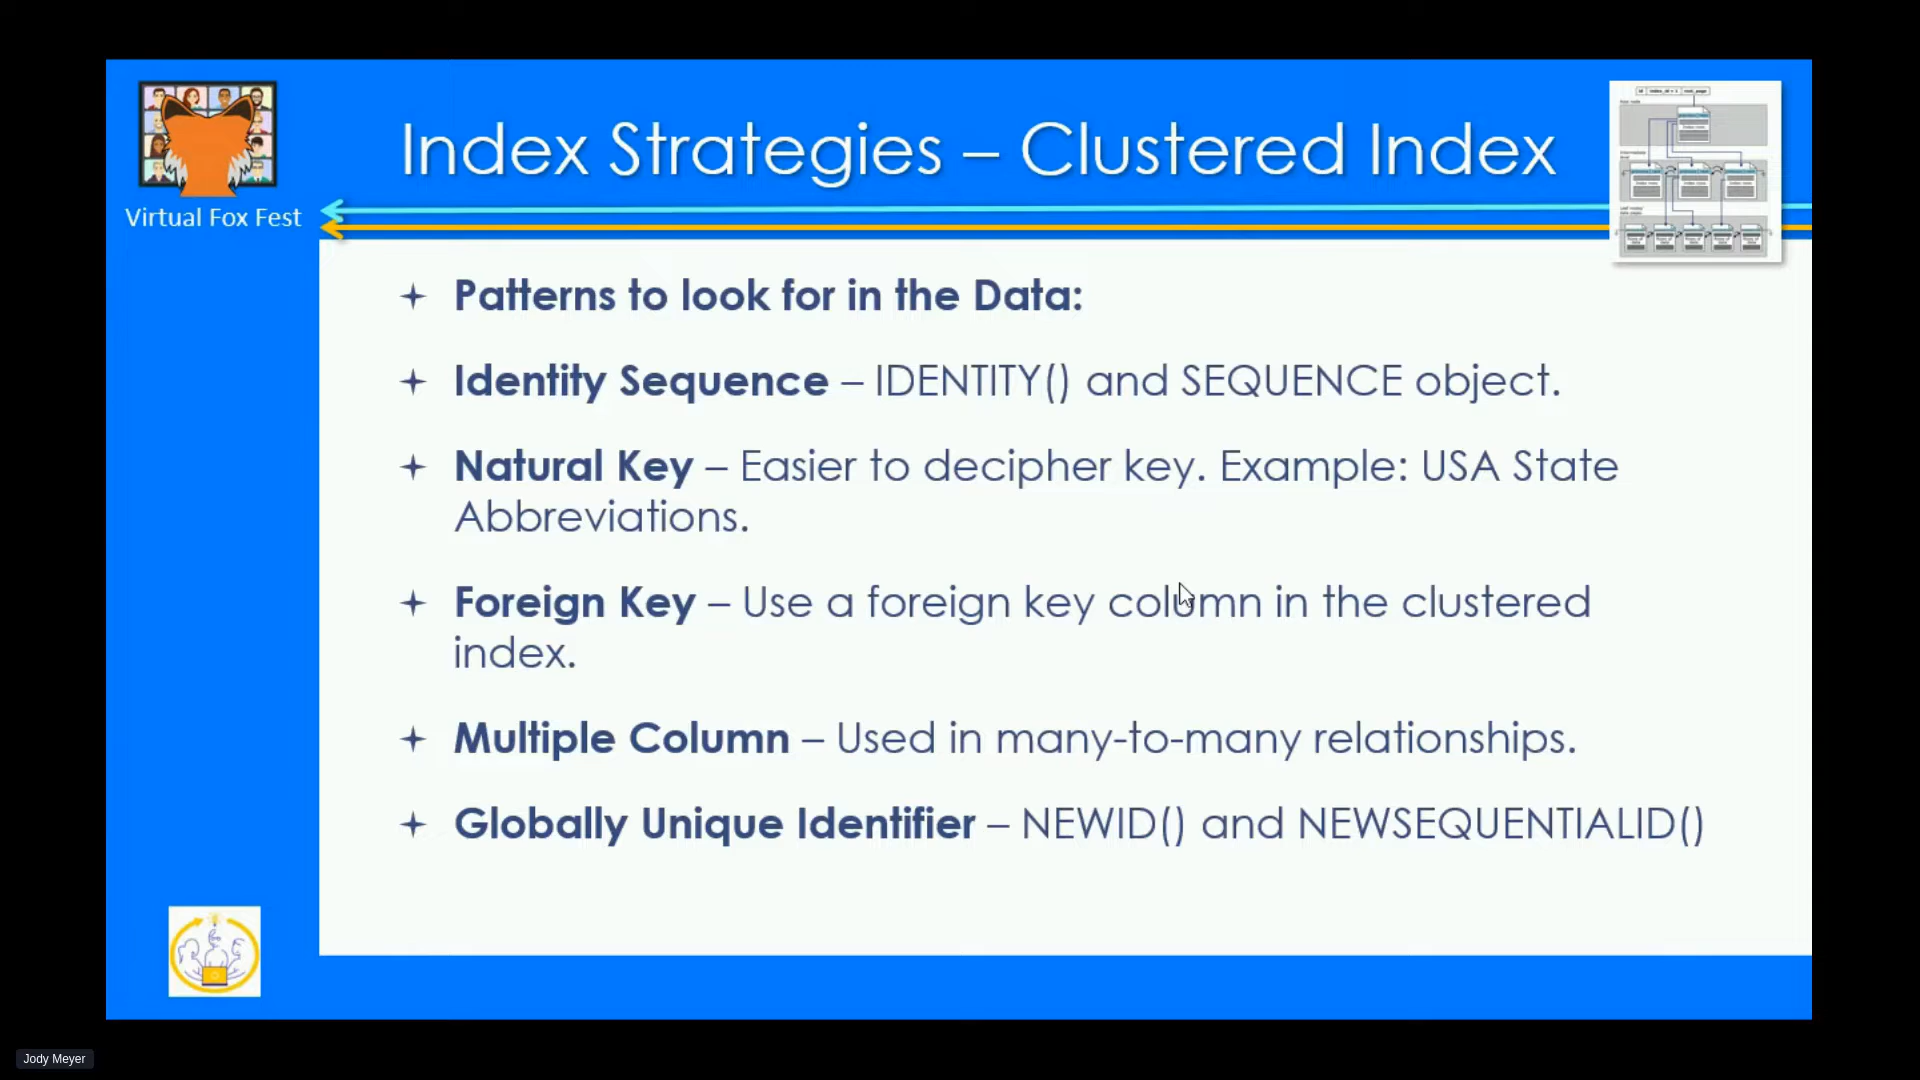 Index Strategies – Clustered Index
Virtual Fox Fest
Patterns to look for in the Data:
Identity Sequence – IDENTITY() and SEQUENCE object.
Natural Key – Easier to decipher key. Example: USA State
Abbreviations.
Foreign Key – Use a foreign key column in the clustered
index.
Multiple Column – Used in many-to-many relationships.
Globally Unique Identifier – NEWID() and NEWSEQUENTIALID()
Jody Meyer